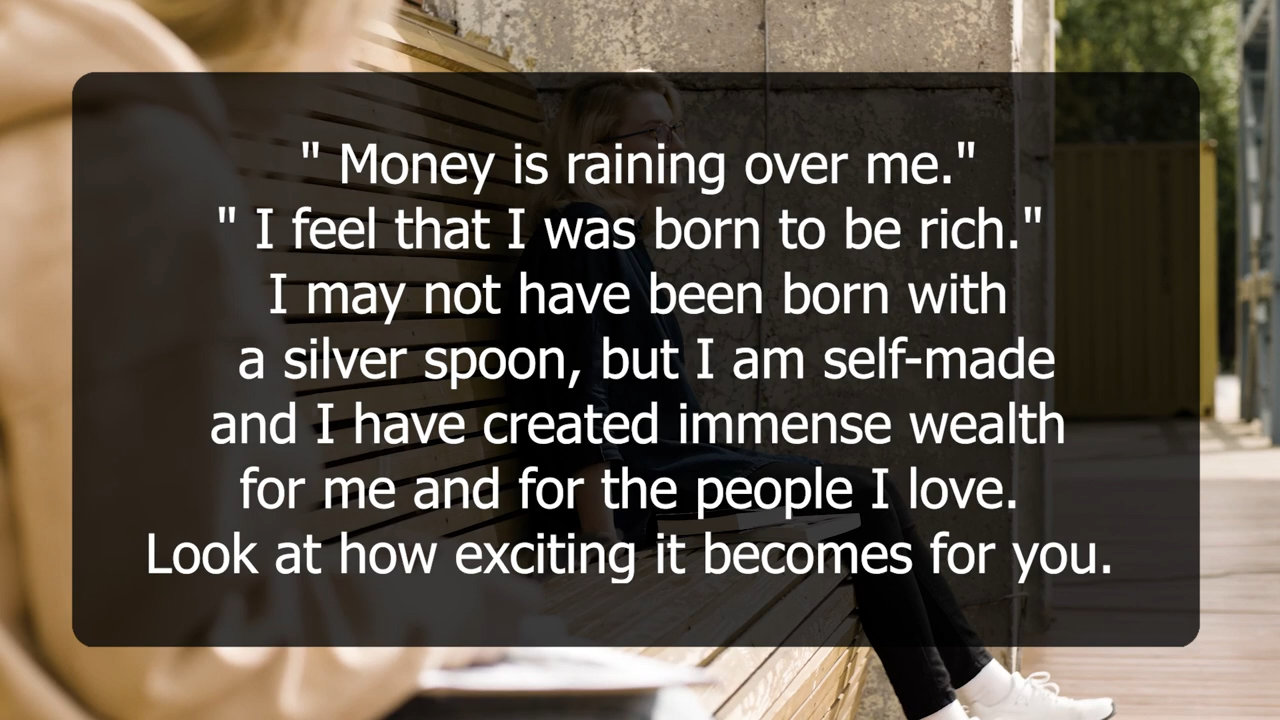 " Money is raining over me."
" I feel that I was born to be rich."
I may not have been born with
a silver spoon, but I am self-made
and I have created immense wealth
for me and for the people I love.
Look at how exciting it becomes for you.